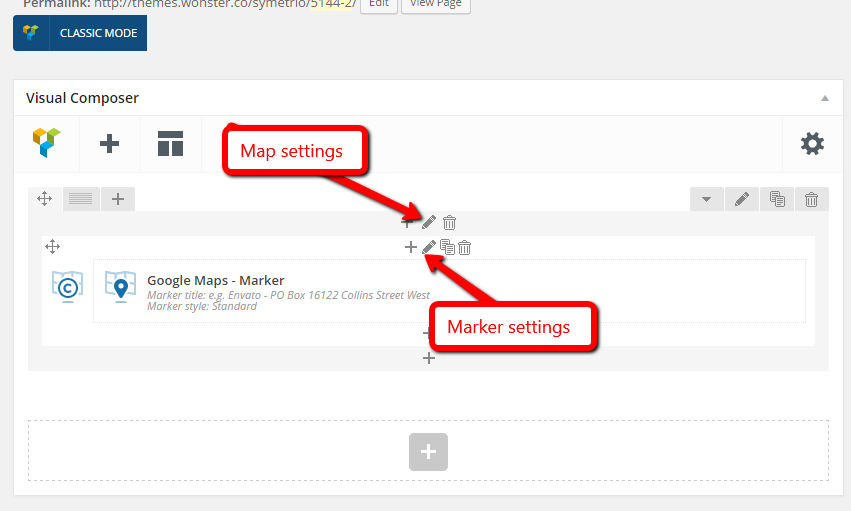 Permalink: http://themes.wonster.co/symetrio/5144-2/ Edit View Page
CLASSIC MODE
Visual Composer
Map settings
Google Maps - Marker
Marker title: e.g. Envato - PO Box 16122 Collins Street West
Marker style: Standard
Marker settings